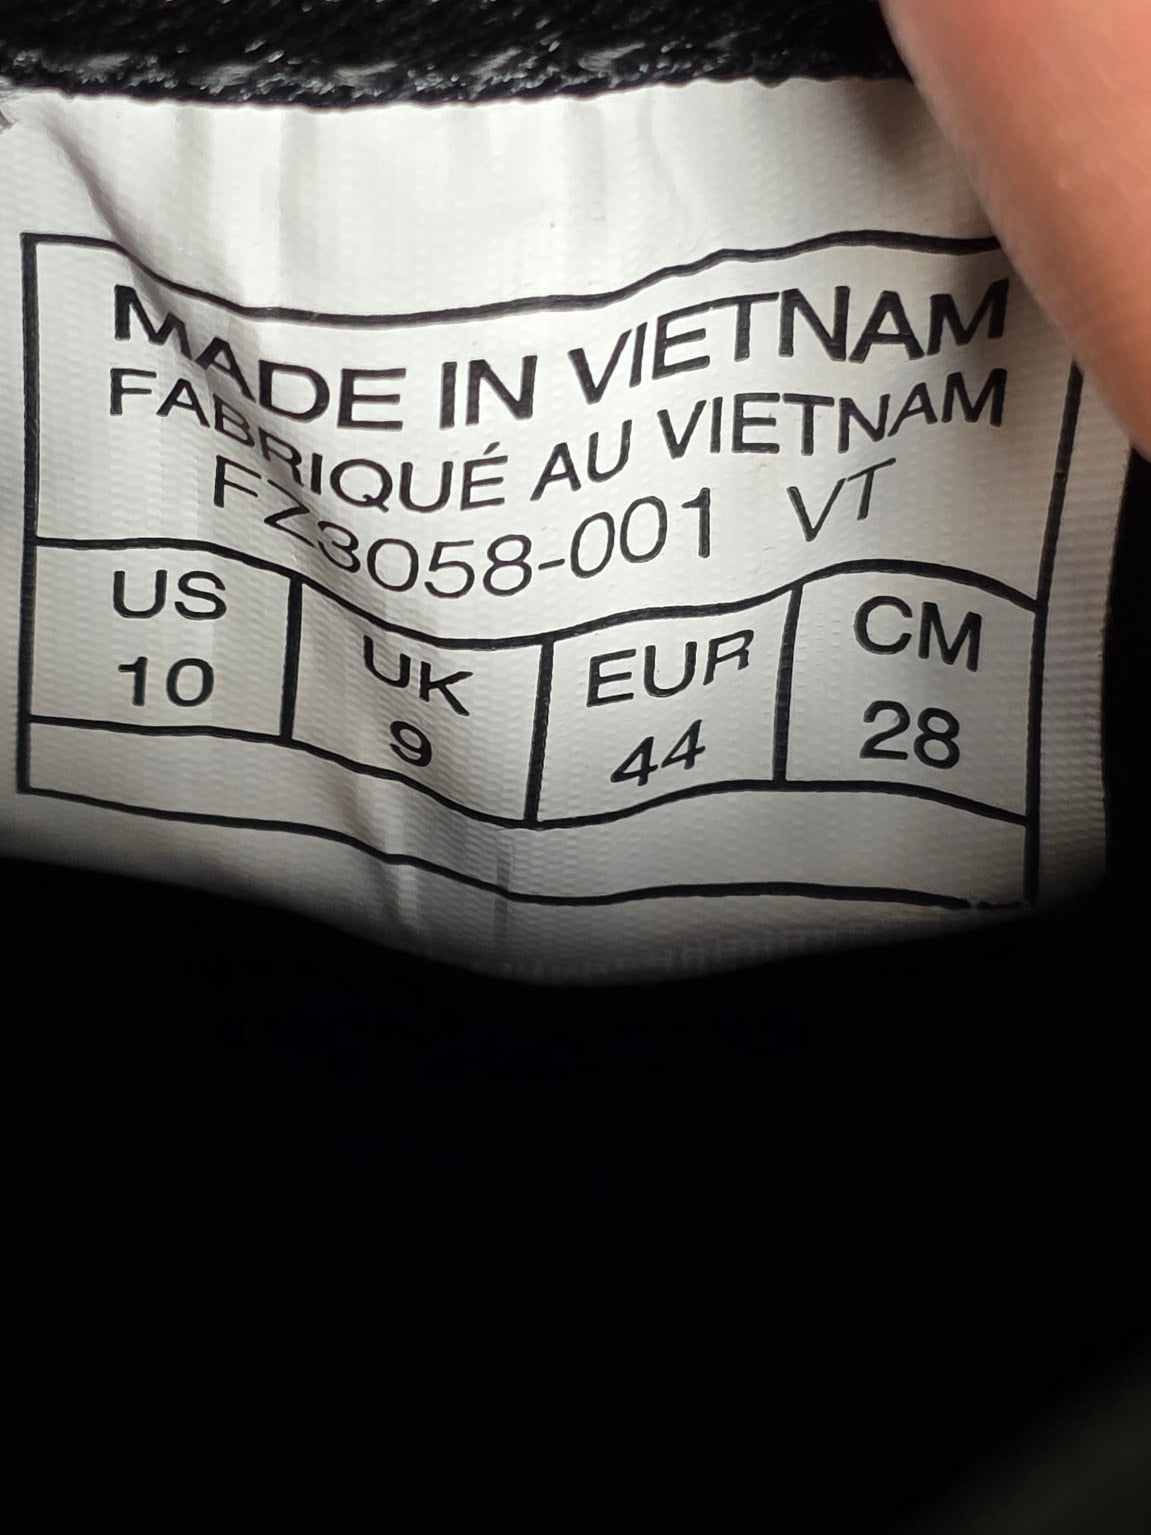 MADE IN VIETNAM
FABRIQUÉ AU VIETNAM
FZ3058-001 VT
US UK EUR CM
10 9 44 28